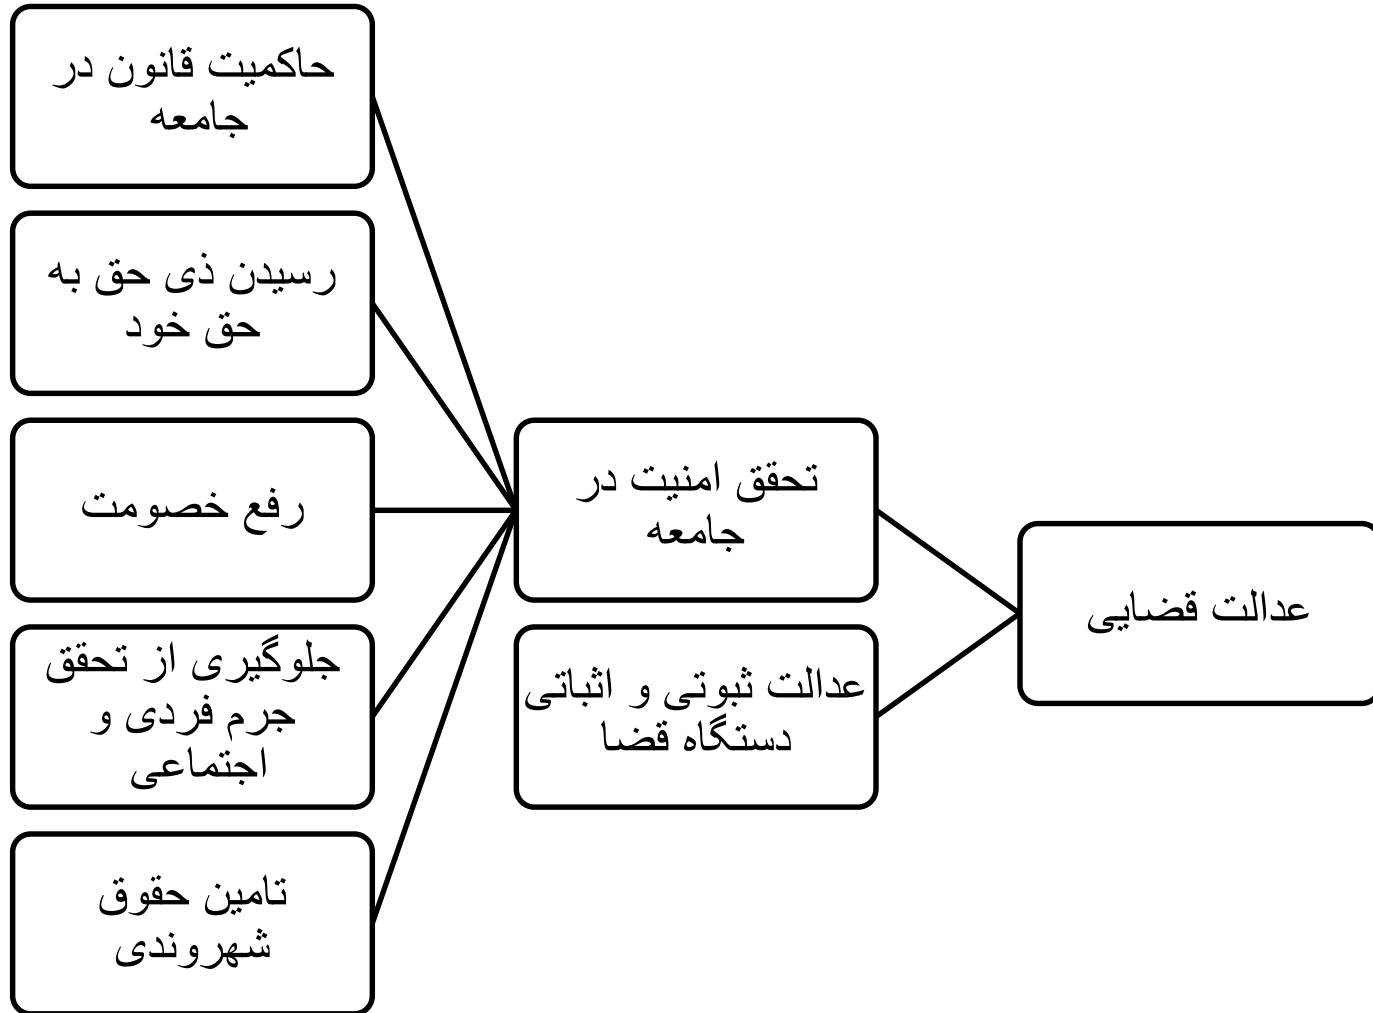 عدالت قضایی
تحقق امنیت در
جامعه
عدالت ثبوتی و اثباتی
دستگاه قضا
حاکمیت قانون در
جامعه
رسیدن ذی حق به
حق خود
رفع خصومت
جلوگیری از تحقق
جرم فردی و
اجتماعی
تامین حقوق
شهروندی